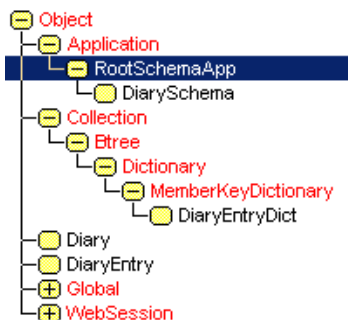 Object
Application
RootSchemaApp
DiarySchema
Collection
Btree
Dictionary
MemberKeyDictionary
DiaryEntryDict
Diary
DiaryEntry
Global
WebSession